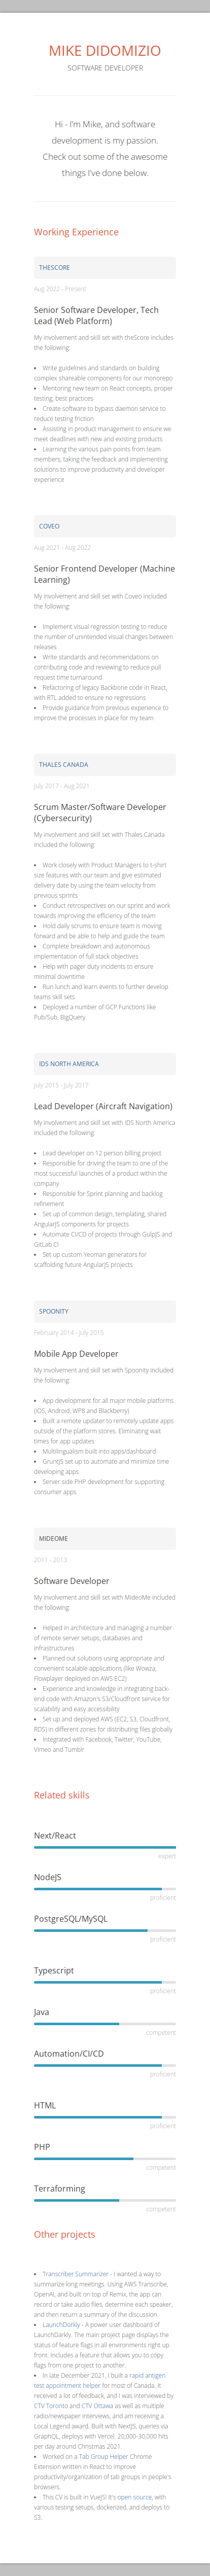 MIKE DIDOMIZIO
SOFTWARE DEVELOPER
Hi - I'm Mike, and software
development is my passion.
Check out some of the awesome
things I've done below.
Working Experience
THESCORE
Aug 2022 - Present
Senior Software Developer, Tech
Lead (Web Platform)
My involvement and skill set with theScore includes
the following:
• Write guidelines and standards on building
complex shareable components for our monorepo
• Mentoring new team on React concepts, proper
testing, best practices
• Create software to bypass daemon service to
reduce testing friction
• Assisting in product management to ensure we
meet deadlines with new and existing products
• Learning the various pain points from team
members, taking the feedback and implementing
solutions to improve productivity and developer
experience
COVEO
Aug 2021 - Aug 2022
Senior Frontend Developer (Machine
Learning)
My involvement and skill set with Coveo included
the following:
• Implement visual regression testing to reduce
the number of unintended visual changes between
releases
• Write standards and recommendations on
contributing code and reviewing to reduce pull
request time turnaround
• Refactoring of legacy Backbone code in React,
with RTL added to ensure no regressions
• Provide guidance from previous experience to
improve the processes in place for my team
THALES CANADA
July 2017 - Aug 2021
Scrum Master/Software Developer
(Cybersecurity)
My involvement and skill set with Thales Canada
included the following:
• Work closely with Product Managers to t-shirt
size features with our team and give estimated
delivery date by using the team velocity from
previous sprints
• Conduct retrospectives on our sprint and work
towards improving the efficiency of the team
• Hold daily scrums to ensure team is moving
forward and be able to help and guide the team
• Complete breakdown and autonomous
implementation of full stack objectives
• Help with pager duty incidents to ensure
minimal downtime
• Run lunch and learn events to further develop
teams skill sets
• Deployed a number of GCP Functions like
Pub/Sub, BigQuery
IDS NORTH AMERICA
July 2015 - July 2017
Lead Developer (Aircraft Navigation)
My involvement and skill set with IDS North America
included the following:
• Lead developer on 12 person billing project
• Responsible for driving the team to one of the
most successful launches of a product within the
company
• Responsible for Sprint planning and backlog
refinement
• Set up of common design, templating, shared
AngularJS components for projects
• Automate CI/CD of projects through GulpJS and
GitLab CI
• Set up custom Yeoman generators for
scaffolding future AngularJS projects
SPOONITY
February 2014 - July 2015
Mobile App Developer
My involvement and skill set with Spoonity included
the following:
• App development for all major mobile platforms
(iOS, Android, WP8 and Blackberry)
• Built a remote updater to remotely update apps
outside of the platform stores. Eliminating wait
times for app updates
• Multilingualism built into apps/dashboard
• GruntJS set up to automate and minimize time
developing apps
• Server side PHP development for supporting
consumer apps
MIDEOME
2011 - 2013
Software Developer
My involvement and skill set with MideoMe included
the following:
• Helped in architecture and managing a number
of remote server setups, databases and
infrastructures
• Planned out solutions using appropriate and
convenient scalable applications (like Wowza,
Flowplayer deployed on AWS EC2)
• Experience and knowledge in integrating back-
end code with Amazon's S3/Cloudfront service for
scalability and easy accessibility
• Set up and deployed AWS (EC2, S3, Cloudfront,
RDS) in different zones for distributing files globally
• Integrated with Facebook, Twitter, YouTube,
Vimeo and Tumblr
Related skills
Next/React
expert
NodeJS
proficient
PostgreSQL/MySQL
proficient
Typescript
proficient
Java
competent
Automation/CI/CD
proficient
HTML
proficient
PHP
competent
Terraforming
competent
Other projects
• Transcriber Summarizer - I wanted a way to
summarize long meetings. Using AWS Transcribe,
OpenAI, and built on top of Remix, the app can
record or take audio files, determine each speaker,
and then return a summary of the discussion.
• LaunchDorkly - A power user dashboard of
LaunchDarkly. The main project page displays the
status of feature flags in all environments right up
front. Includes a feature that allows you to copy
flags from one project to another.
• In late December 2021, I built a rapid antigen
test appointment helper for most of Canada. It
received a lot of feedback, and I was interviewed by
CTV Toronto and CTV Ottawa as well as multiple
radio/newspaper interviews, and am receiving a
Local Legend award. Built with NextJS, queries via
GraphQL, deploys with Vercel. 20,000-30,000 hits
per day around Christmas 2021.
• Worked on a Tab Group Helper Chrome
Extension written in React to improve
productivity/organization of tab groups in people's
browsers.
• This CV is built in VueJS! It's open source, with
various testing setups, dockerized, and deploys to
S3.